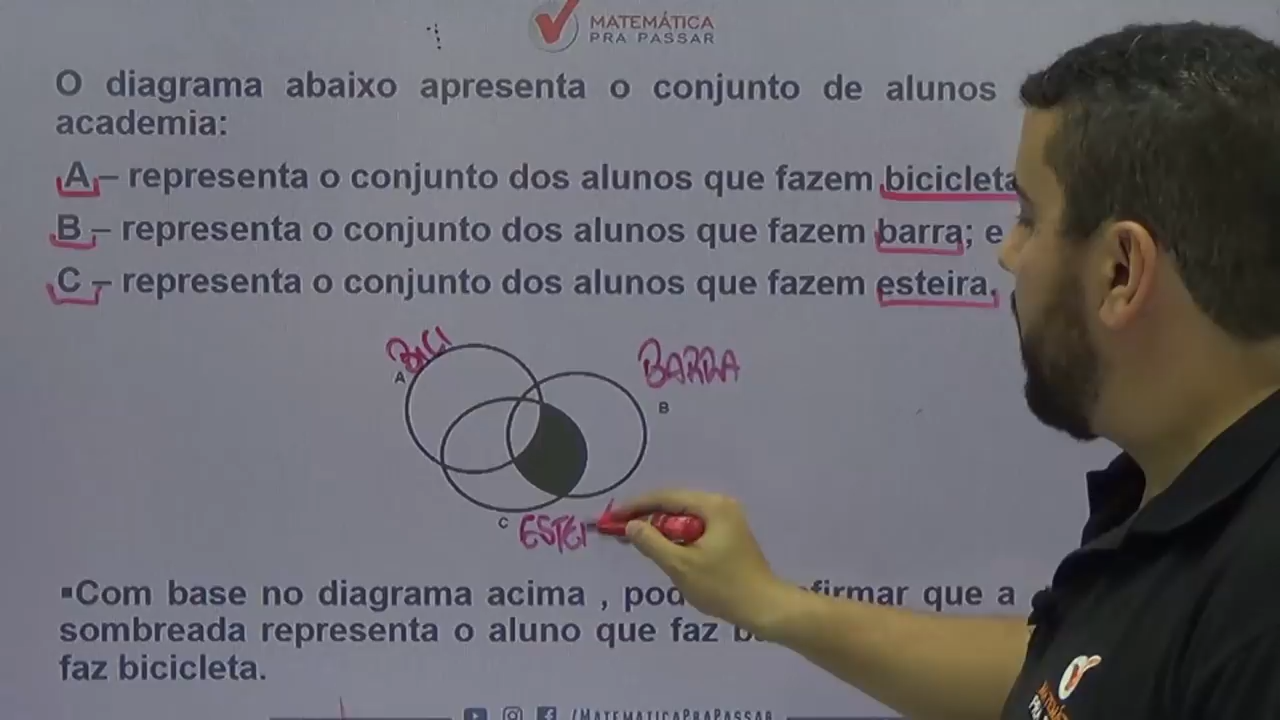 MATEMÁTICA
PRA PASSAR
O diagrama abaixo apresenta o conjunto de alunos
academia:
A – representa o conjunto dos alunos que fazem bicicleta
B – representa o conjunto dos alunos que fazem barra; e
C – representa o conjunto dos alunos que fazem esteira.
BICI
BARRA
A
B
C
ESTEI
▪Com base no diagrama acima , que a
sombreada representa o aluno que faz
faz bicicleta.
/MATEMATICAPRAPASSAR